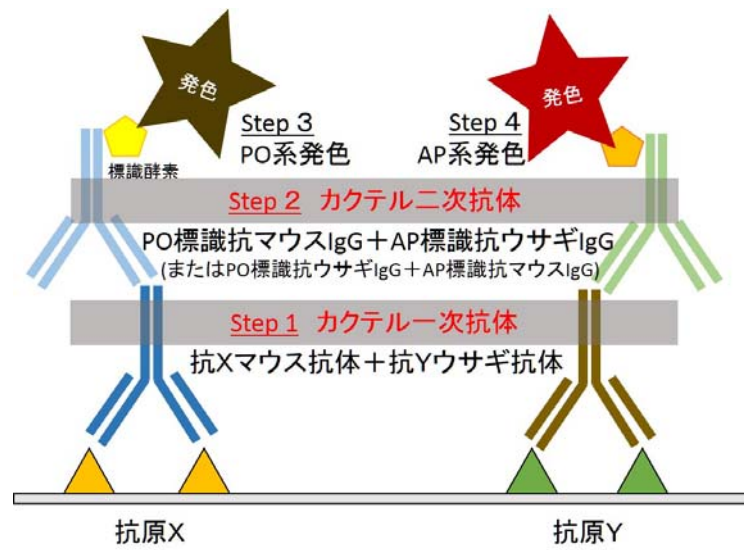 発色
発色
Step 3
PO系発色
Step 4
AP系発色
標識酵素
Step 2 カクテル二次抗体
PO標識抗マウスIgG＋AP標識抗ウサギIgG
(またはPO標識抗ウサギIgG＋AP標識抗マウスIgG)
Step 1 カクテル一次抗体
抗Xマウス抗体＋抗Yウサギ抗体
抗原X
抗原Y